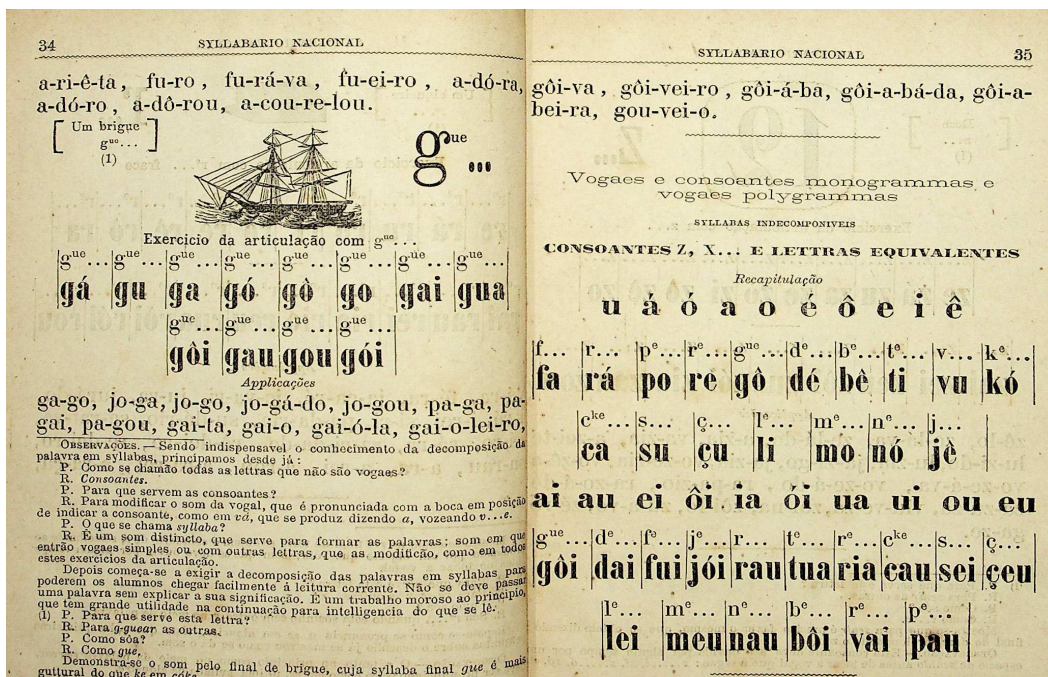 34 SYLLABARIO NACIONAL
a-ri-ê-ta, fu-ro, fu-rá-va, fu-ei-ro, a-dó-ra,
a-dó-ro, a-dô-rou, a-cou-re-lou.
[ Um brigue ]
gue...
(1)
gue...
Exercicio da articulação com gue...
gue... gue... gue... gue... gue... gue... gue... gue...
gá gu ga gó gô go gai gua
gue... gue... gue... gue...
gôi gau gou gói
Applicações
ga-go, jo-ga, jo-go, jo-gá-do, jo-gou, pa-ga, pa-
gai, pa-gou, gai-ta, gai-o, gai-ó-la, gai-o-lei-ro,
OBSERVAÇÕES. — Sendo indispensavel o conhecimento da decomposição da
palavra em syllabas, principamos desde já:
P. Como se chamão todas as lettras que não são vogaes?
R. Consoantes.
P. Para que servem as consoantes?
R. Para modificar o som da vogal, que é pronunciada com a boca em posição
de indicar a consoante, como em vá, que se produz dizendo a, vozeando v...e.
P. O que se chama syllaba?
R. É um som distincto, que serve para formar as palavras; som em que
entrão vogaes simples ou com outras lettras, que as modificão, como em todos
estes exercicios da articulação.
Depois começa-se a exigir a decomposição das palavras em syllabas para
poderem os alumnos chegar facilmente á leitura corrente. Não se deve passar
uma palavra sem explicar a sua significação. É um trabalho moroso ao principio,
que tem grande utilidade na continuação para intelligencia do que se lê.
(1) P. Para que serve esta lettra?
R. Para g-guear as outras.
P. Como sôa?
R. Como gue.
Demonstra-se o som pelo final de brigue, cuja syllaba final gue é mais
guttural do que ke em cóke.
SYLLABARIO NACIONAL 35
gôi-va, gôi-vei-ro, gôi-á-ba, gôi-a-bá-da, gôi-a-
bei-ra, gou-vei-o.
Vogaes e consoantes monogrammas e
vogaes polygrammas
SYLLABAS INDECOMPONIVEIS
CONSOANTES Z, X... E LETTRAS EQUIVALENTES
Recapitulação
u á ó a o é ô e i ê
f... r... pe... re... gue... de... be... te... v... ke...
fa rá po re gô dé bê ti vu kó
cke... s... ç... le... me... ne... j...
ca su çu li mo nó jè
ai au ei ôi ia ói ua ui ou eu
gue... de... fe... je... r... te... re... cke... s... ç...
gôi dai fui jói rau tua ria cau sei çeu
le... me... ne... be... re... pe...
lei meu nau bôi vai pau